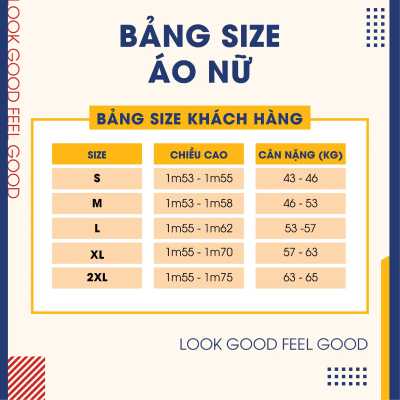 LOOK GOOD FEEL GOOD
BẢNG SIZE
ÁO NỮ
BẢNG SIZE KHÁCH HÀNG
SIZE CHIỀU CAO CÂN NẶNG (KG)
S 1m53 - 1m55 43 - 46
M 1m53 - 1m58 46 - 53
L 1m55 - 1m62 53 -57
XL 1m55 - 1m70 57 - 63
2XL 1m55 - 1m75 63 - 65
LOOK GOOD FEEL GOOD